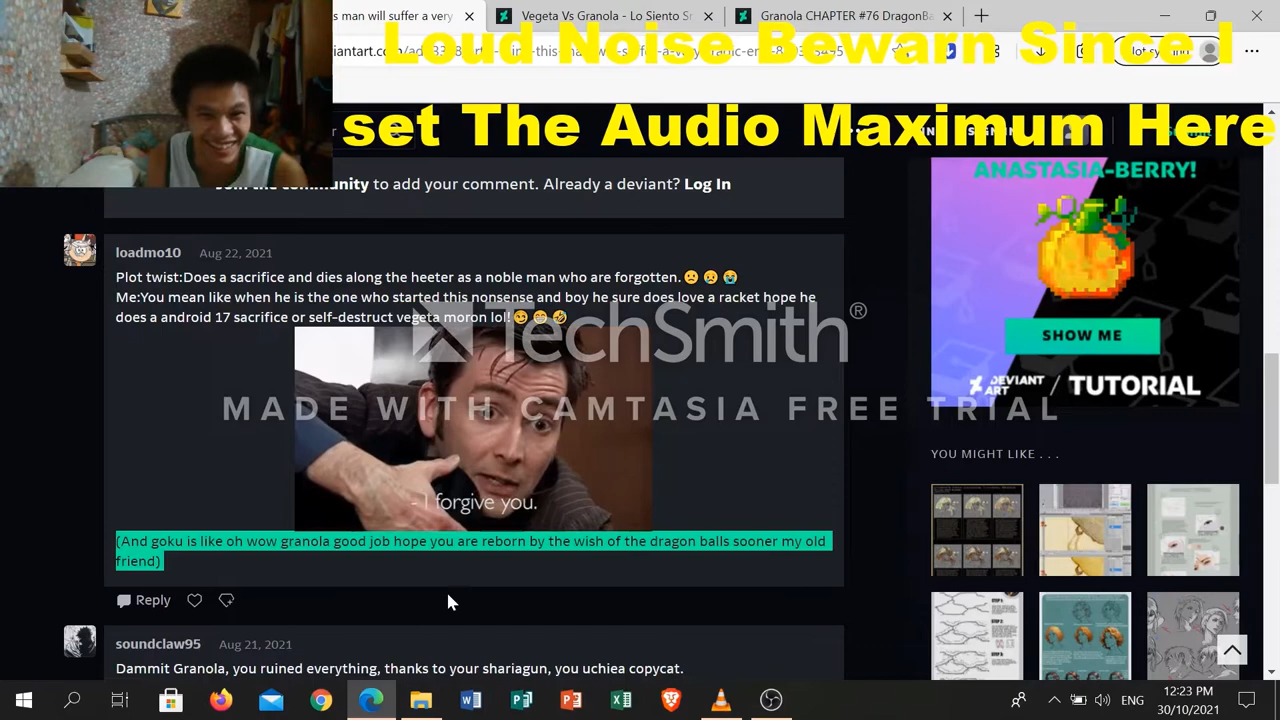 s man will suffer a very
Vegeta Vs Granola - Lo Siento Sr
Granola CHAPTER #76 DragonBa
Loud Noise Bewarn Since I
set The Audio Maximum Here
Join the community to add your comment. Already a deviant? Log In
loadmo10 Aug 22, 2021
Plot twist:Does a sacrifice and dies along the heeter as a noble man who are forgotten.🙁 😢 😭
Me:You mean like when he is the one who started this nonsense and boy he sure does love a racket hope he
does a android 17 sacrifice or self-destruct vegeta moron lol!😏 😁 🤣
TechSmith®
MADE WITH CAMTASIA FREE TRIAL
- I forgive you.
(And goku is like oh wow granola good job hope you are reborn by the wish of the dragon balls sooner my old
friend)
Reply
soundclaw95 Aug 21, 2021
Dammit Granola, you ruined everything, thanks to your shariagun, you uchiea copycat.
ANASTASIA-BERRY!
SHOW ME
DEVIANT ART / TUTORIAL
YOU MIGHT LIKE . . .
ENG
12:23 PM
30/10/2021